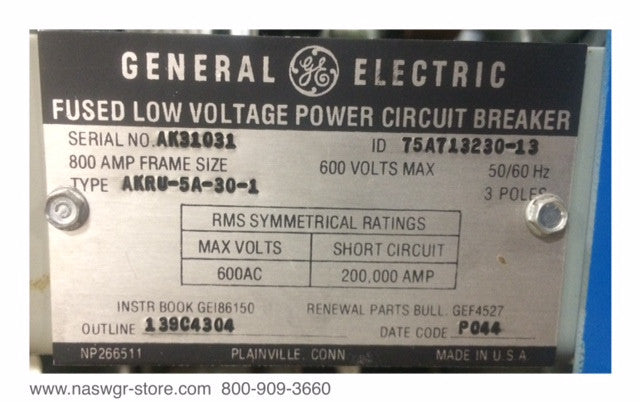 GENERAL GE ELECTRIC
FUSED LOW VOLTAGE POWER CIRCUIT BREAKER
SERIAL NO. AK31031 ID 75A713230-13
800 AMP FRAME SIZE 600 VOLTS MAX 50/60 Hz
TYPE AKRU-5A-30-1 3 POLES
RMS SYMMETRICAL RATINGS
MAX VOLTS SHORT CIRCUIT
600AC 200,000 AMP
INSTR BOOK GEI86150 RENEWAL PARTS BULL. GEF4527
OUTLINE 139C4304 DATE CODE P044
NP266511 PLAINVILLE, CONN MADE IN U.S.A.
www.naswgr-store.com 800-909-3660